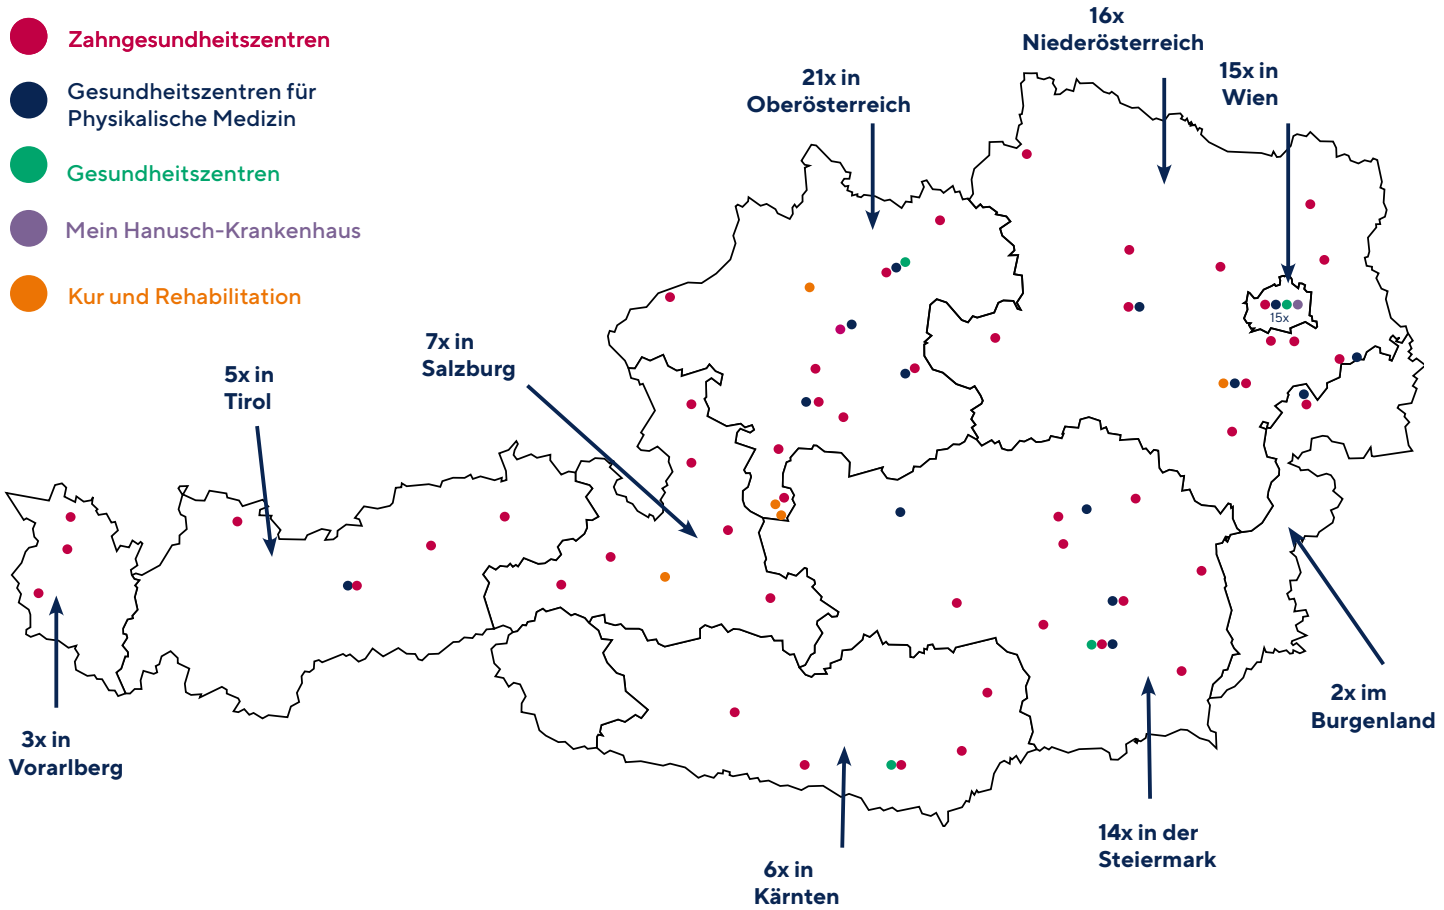 Zahngesundheitszentren
Gesundheitszentren für
Physikalische Medizin
Gesundheitszentren
Mein Hanusch-Krankenhaus
Kur und Rehabilitation
16x
Niederösterreich
21x in
Oberösterreich
15x in
Wien
15x
7x in
Salzburg
5x in
Tirol
3x in
Vorarlberg
2x im
Burgenland
14x in der
Steiermark
6x in
Kärnten